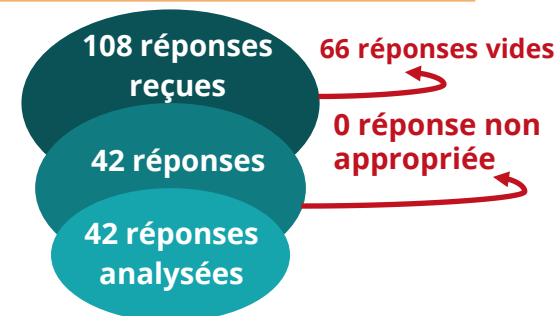 108 réponses
reçues
66 réponses vides
0 réponse non
appropriée
42 réponses
42 réponses
analysées